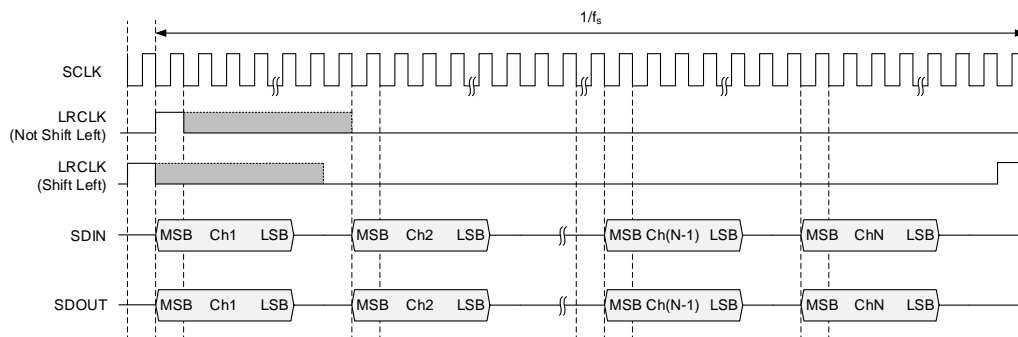 1/fs
SCLK
LRCLK
(Not Shift Left)
LRCLK
(Shift Left)
SDIN MSB Ch1 LSB MSB Ch2 LSB MSB Ch(N-1) LSB MSB ChN LSB
SDOUT MSB Ch1 LSB MSB Ch2 LSB MSB Ch(N-1) LSB MSB ChN LSB